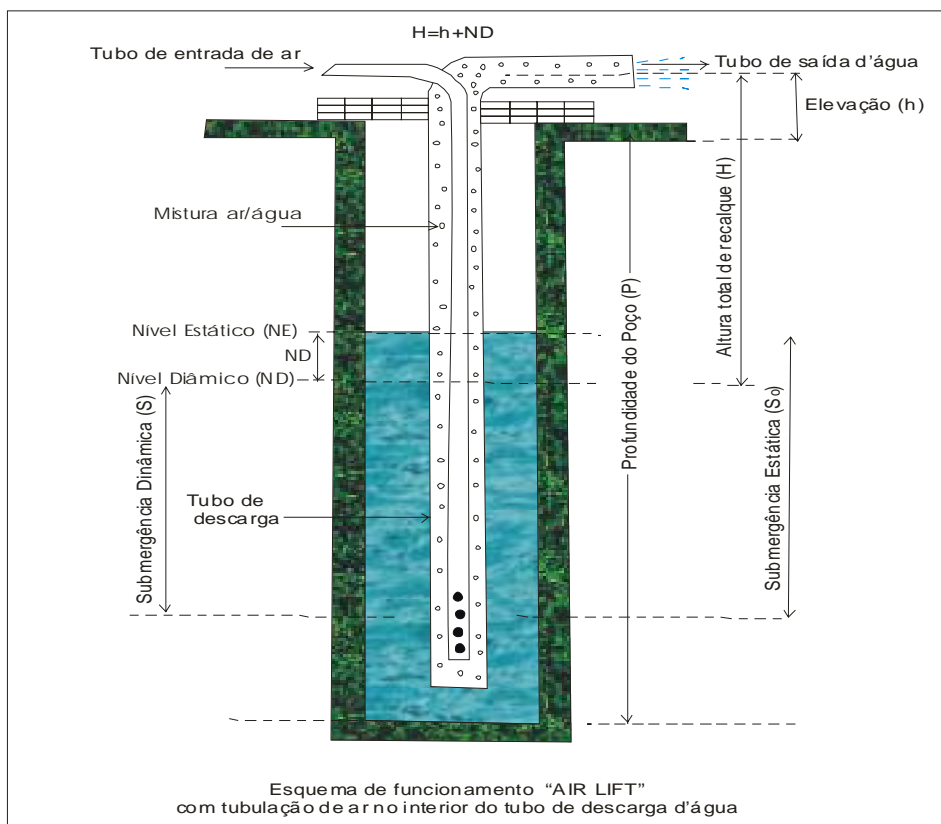 H=h+ND
Tubo de entrada de ar
Tubo de saída d'água
Elevação (h)
Mistura ar/água
Altura total de recalque (H)
Profundidade do Poço (P)
Nível Estático (NE)
ND
Nível Diâmico (ND)
Submergência Dinâmica (S)
Submergência Estática (S0)
Tubo de
descarga
Esquema de funcionamento “AIR LIFT”
com tubulação de ar no interior do tubo de descarga d'água